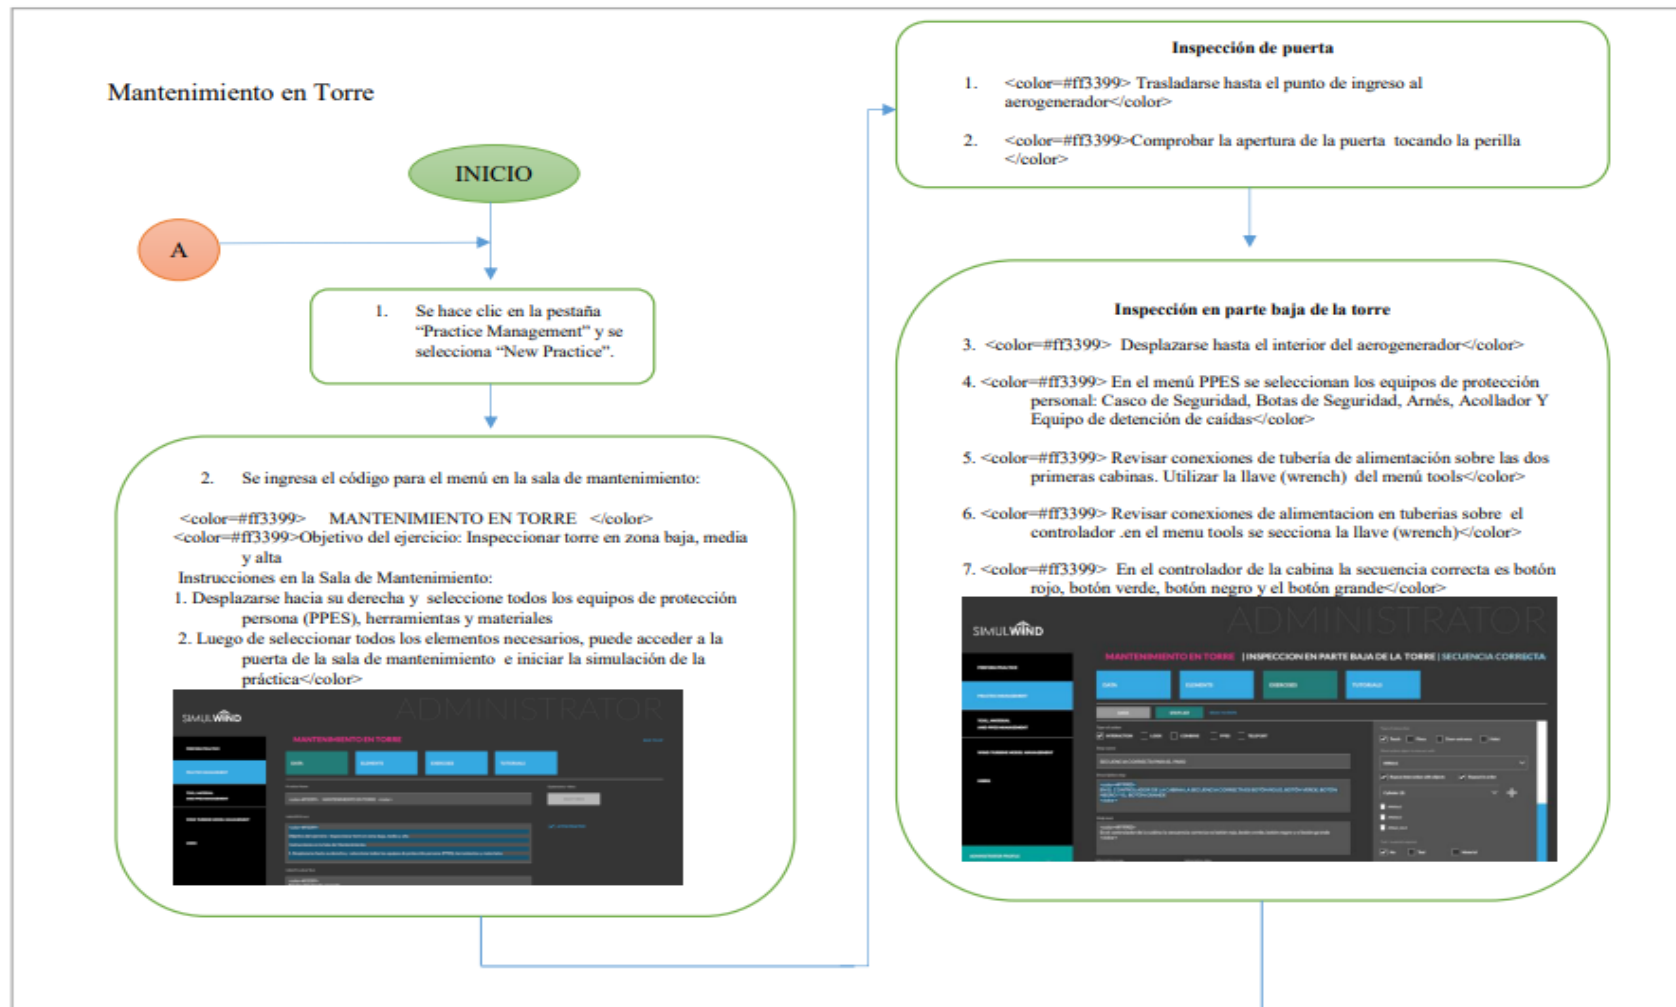 Mantenimiento en Torre
INICIO
A
1. Se hace clic en la pestaña
“Practice Management” y se
selecciona “New Practice”.
2. Se ingresa el código para el menú en la sala de mantenimiento:
<color=#ff3399> MANTENIMIENTO EN TORRE </color>
<color=#ff3399>Objetivo del ejercicio: Inspeccionar torre en zona baja, media
y alta
Instrucciones en la Sala de Mantenimiento:
1. Desplazarse hacia su derecha y seleccione todos los equipos de protección
persona (PPES), herramientas y materiales
2. Luego de seleccionar todos los elementos necesarios, puede acceder a la
puerta de la sala de mantenimiento e iniciar la simulación de la
práctica</color>
SIMULWIND
ADMINISTRATOR
MANTENIMIENTO EN TORRE
DATA
ELEMENTS
EXERCISES
TUTORIALS
Inspección de puerta
1. <color=#ff3399> Trasladarse hasta el punto de ingreso al
aerogenerador</color>
2. <color=#ff3399>Comprobar la apertura de la puerta tocando la perilla
</color>
Inspección en parte baja de la torre
3. <color=#ff3399> Desplazarse hasta el interior del aerogenerador</color>
4. <color=#ff3399> En el menú PPES se seleccionan los equipos de protección
personal: Casco de Seguridad, Botas de Seguridad, Arnés, Acollador Y
Equipo de detención de caídas</color>
5. <color=#ff3399> Revisar conexiones de tubería de alimentación sobre las dos
primeras cabinas. Utilizar la llave (wrench) del menú tools</color>
6. <color=#ff3399> Revisar conexiones de alimentacion en tuberias sobre el
controlador .en el menu tools se secciona la llave (wrench)</color>
7. <color=#ff3399> En el controlador de la cabina la secuencia correcta es botón
rojo, botón verde, botón negro y el botón grande</color>
ADMINISTRATOR
SIMULWIND
MANTENIMIENTO EN TORRE | INSPECCION EN PARTE BAJA DE LA TORRE | SECUENCIA CORRECTA
DATA
ELEMENTS
EXERCISES
TUTORIALS